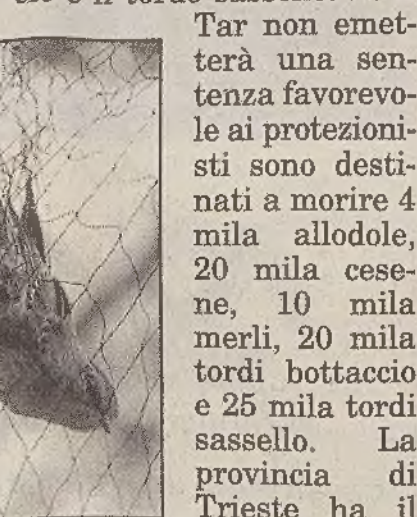 Tar non emet-
terà una sen-
tenza favorevo-
le ai protezioni-
sti sono desti-
nati a morire 4
mila allodole,
20 mila cese-
ne, 10 mila
merli, 20 mila
tordi bottaccio
e 25 mila tordi
sassello. La
provincia di
Trieste ha il